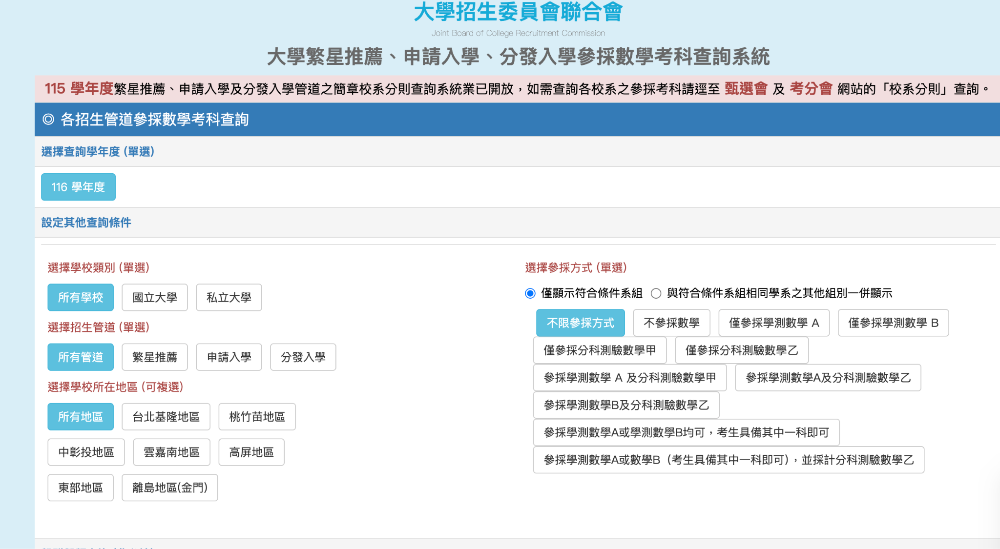 大學招生委員會聯合會
Joint Board of College Recruitment Commission
大學繁星推薦、申請入學、分發入學參採數學考科查詢系統
115 學年度繁星推薦、申請入學及分發入學管道之簡章校系分則查詢系統業已開放，如需查詢各校系之參採考科請逕至 甄選會 及 考分會 網站的「校系分則」查詢。
◎ 各招生管道參採數學考科查詢
選擇查詢學年度 (單選)
116 學年度
設定其他查詢條件
選擇學校類別 (單選)
所有學校 國立大學 私立大學
選擇招生管道 (單選)
所有管道 繁星推薦 申請入學 分發入學
選擇學校所在地區 (可複選)
所有地區 台北基隆地區 桃竹苗地區
中彰投地區 雲嘉南地區 高屏地區
東部地區 離島地區(金門)
選擇參採方式 (單選)
僅顯示符合條件系組 與符合條件系組相同學系之其他組別一併顯示
不限參採方式 不參採數學 僅參採學測數學 A 僅參採學測數學 B
僅參採分科測驗數學甲 僅參採分科測驗數學乙
參採學測數學 A 及分科測驗數學甲 參採學測數學A及分科測驗數學乙
參採學測數學B及分科測驗數學乙
參採學測數學A或學測數學B均可，考生具備其中一科即可
參採學測數學A或數學B（考生具備其中一科即可），並採計分科測驗數學乙